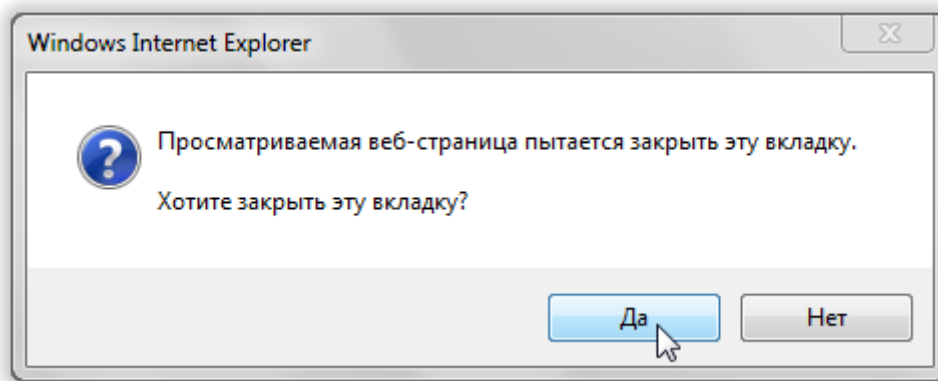 Windows Internet Explorer
Просматриваемая веб-страница пытается закрыть эту вкладку.
Хотите закрыть эту вкладку?
Да
Нет